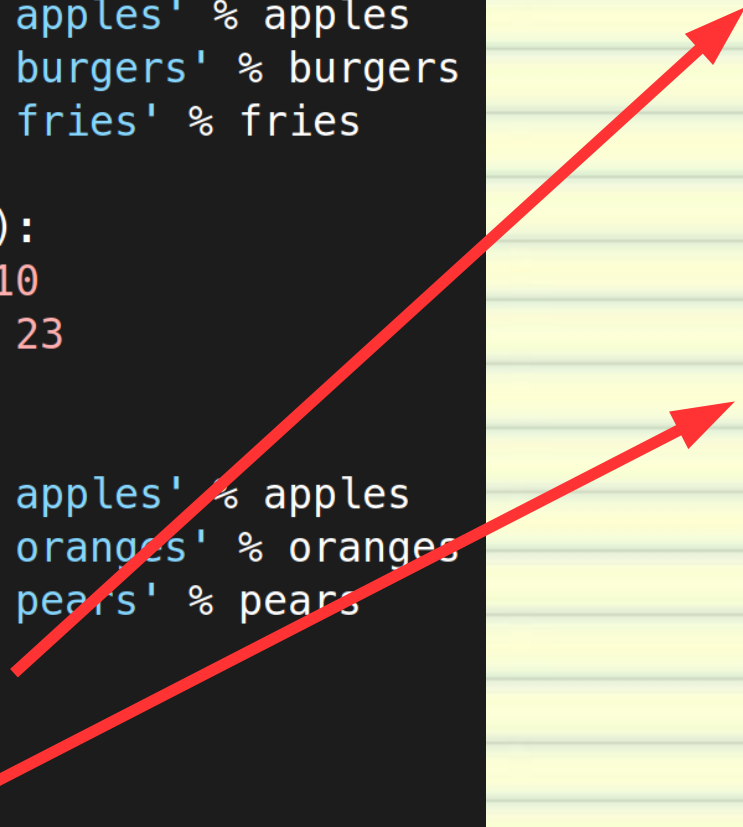 apples' % apples
burgers' % burgers
fries' % fries
):
10
23
apples' % apples
oranges' % oranges
pears' % pears